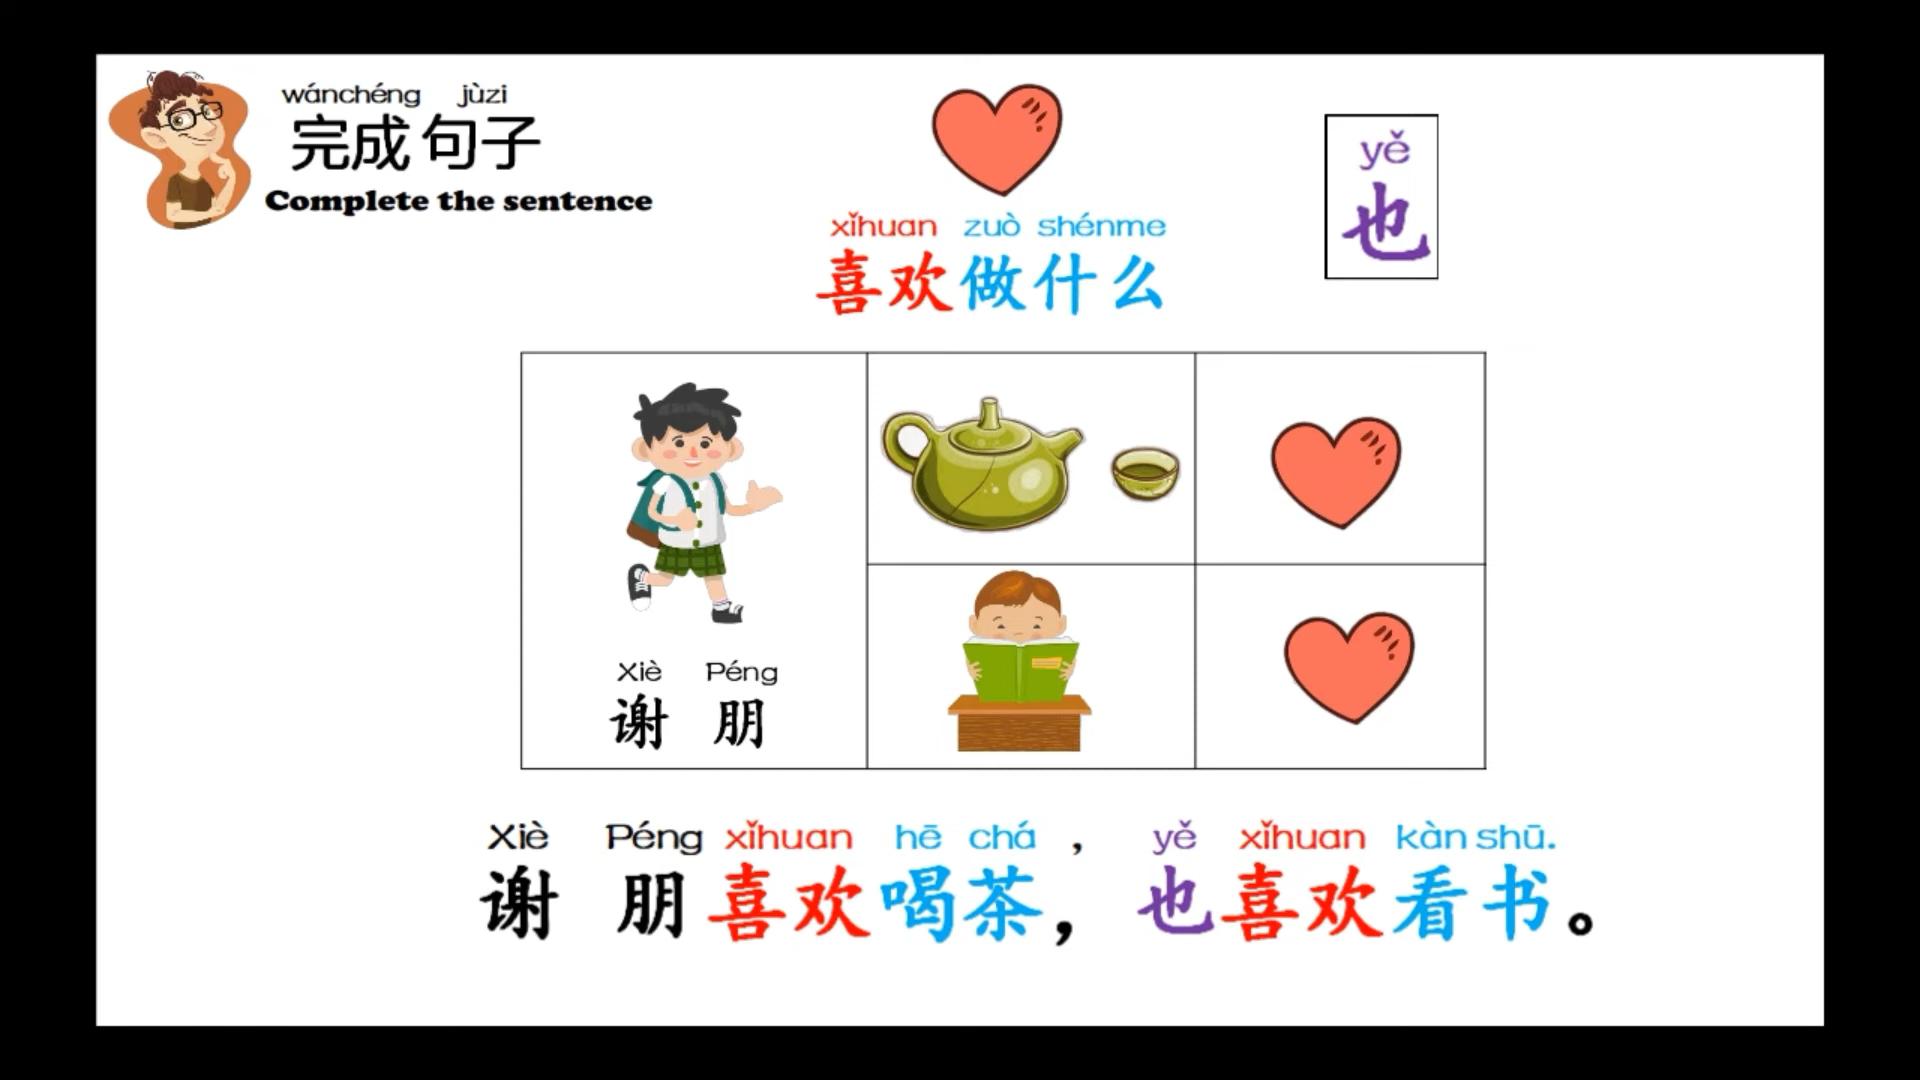 wánchéng jùzi
完成句子
Complete the sentence
xǐhuan zuò shénme
喜欢做什么
yě
也
Xiè Péng
谢 朋
Xiè Péng xǐhuan hē chá , yě xǐhuan kàn shū.
谢 朋喜欢喝茶，也喜欢看书。